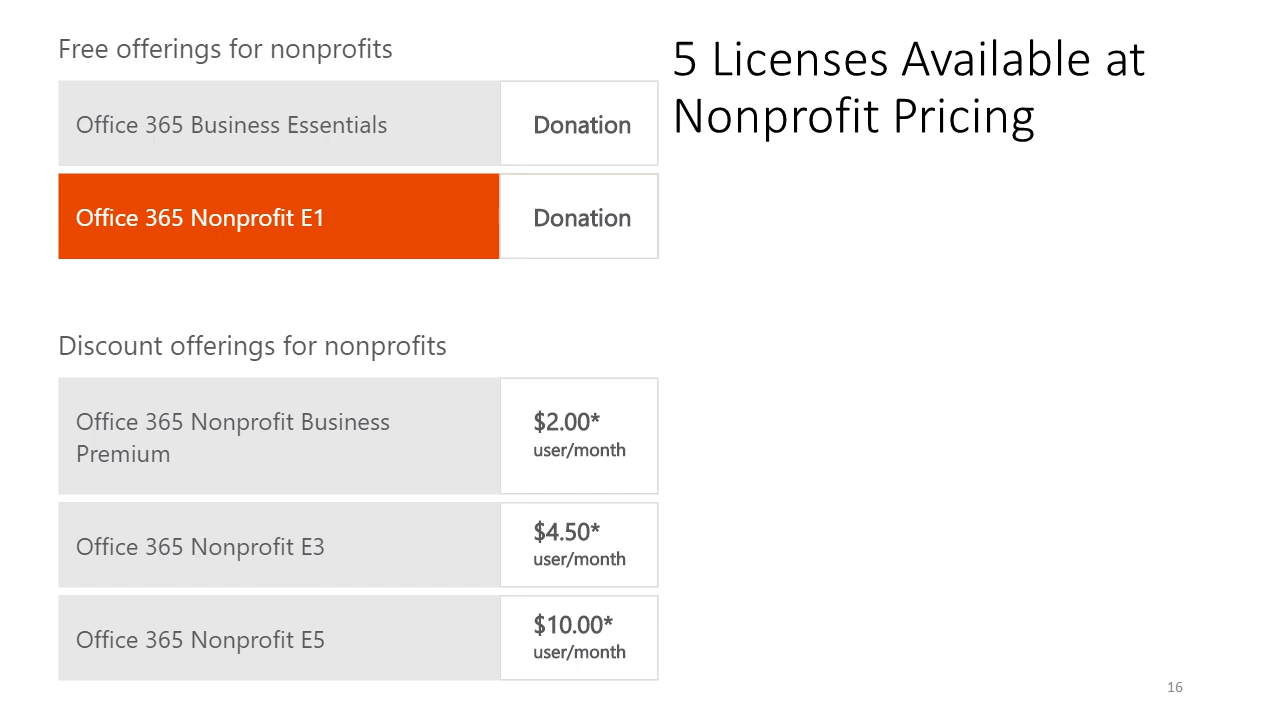 Free offerings for nonprofits
Office 365 Business Essentials
Donation
Office 365 Nonprofit E1
Donation
Discount offerings for nonprofits
Office 365 Nonprofit Business
Premium
$2.00*
user/month
Office 365 Nonprofit E3
$4.50*
user/month
Office 365 Nonprofit E5
$10.00*
user/month
5 Licenses Available at
Nonprofit Pricing
16